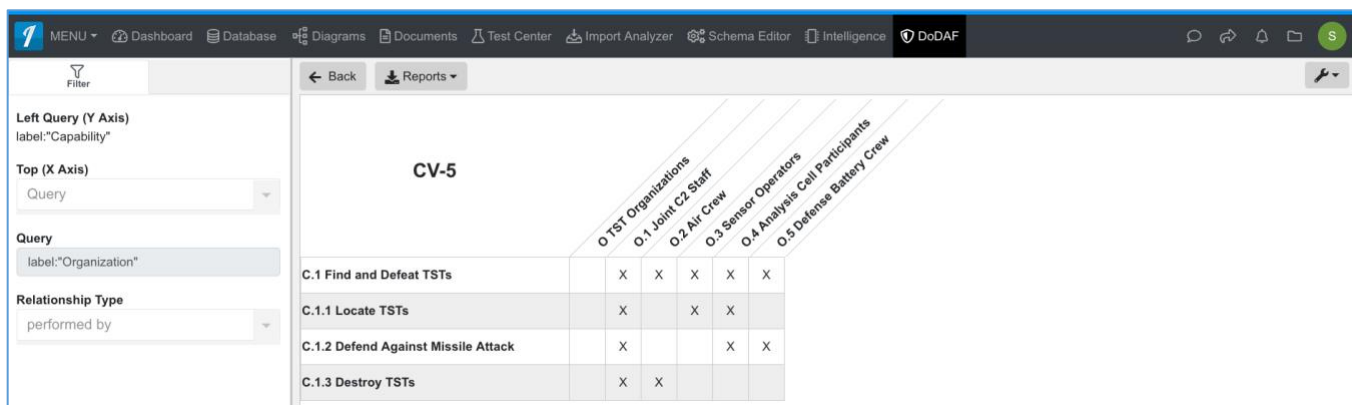 MENU Dashboard Database Diagrams Documents Test Center Import Analyzer Schema Editor Intelligence DoDAF S
Filter
Back Reports
Left Query (Y Axis)
label:"Capability"
Top (X Axis)
Query
Query
label:"Organization"
Relationship Type
performed by
CV-5
O TST Organizations
O.1 Joint C2 Staff
O.2 Air Crew
O.3 Sensor Operators
O.4 Analysis Cell Participants
O.5 Defense Battery Crew
C.1 Find and Defeat TSTs X X X X X
C.1.1 Locate TSTs X X X
C.1.2 Defend Against Missile Attack X X X
C.1.3 Destroy TSTs X X